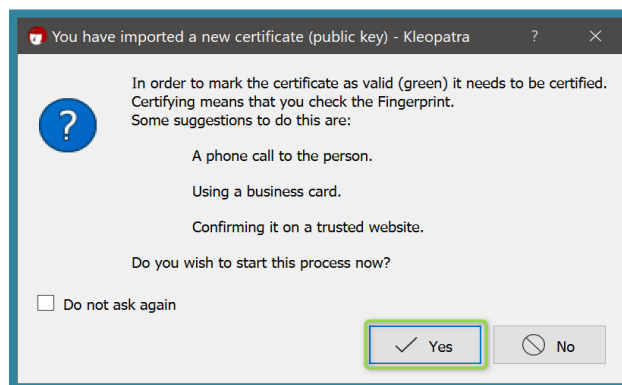 You have imported a new certificate (public key) - Kleopatra ? ×
In order to mark the certificate as valid (green) it needs to be certified.
Certifying means that you check the Fingerprint.
Some suggestions to do this are:
A phone call to the person.
Using a business card.
Confirming it on a trusted website.
Do you wish to start this process now?
Do not ask again
Yes No